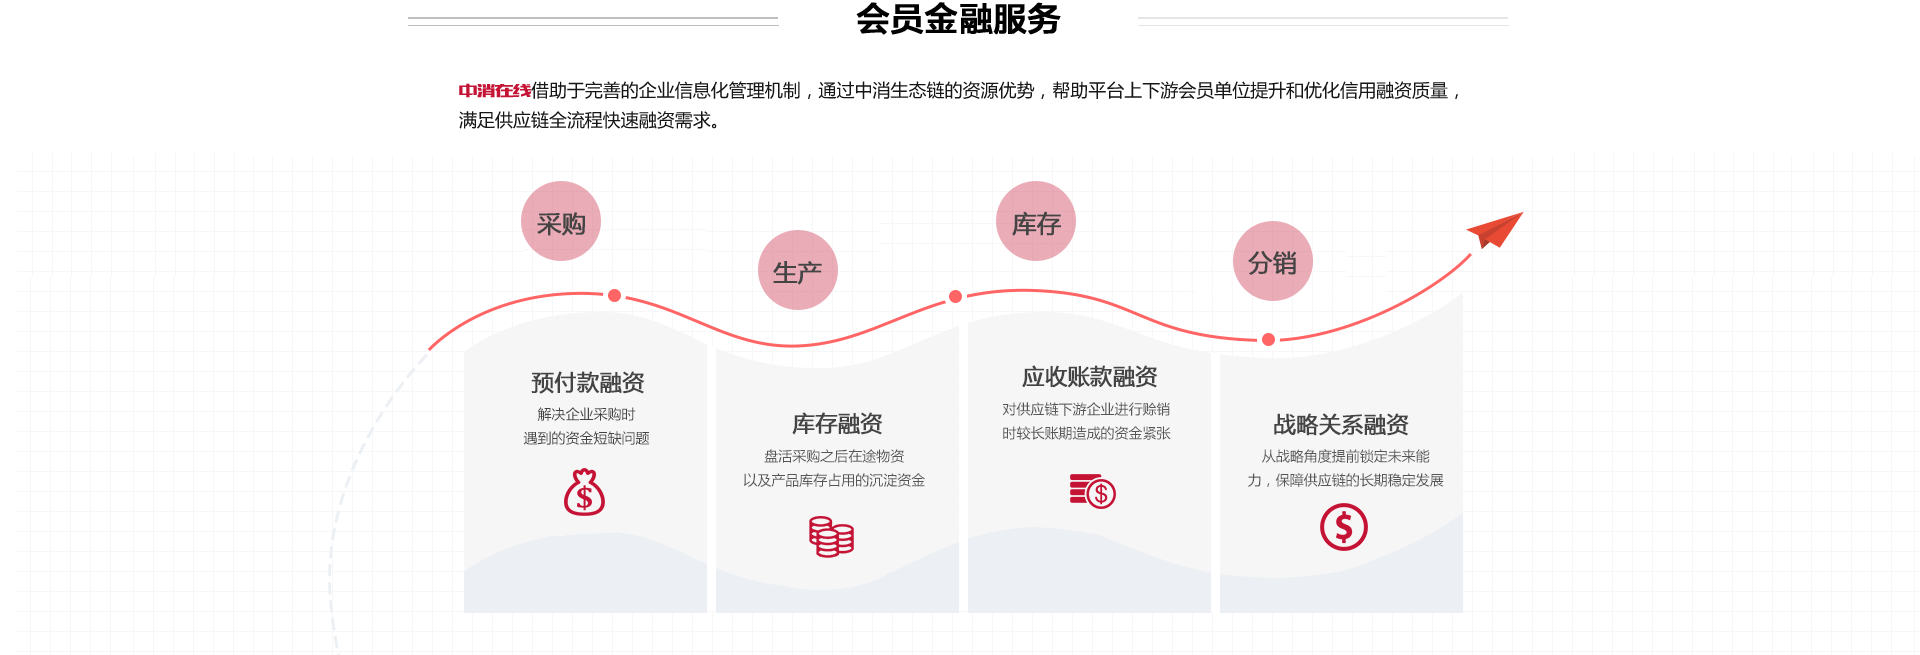 会员金融服务
中消在线借助于完善的企业信息化管理机制，通过中消生态链的资源优势，帮助平台上下游会员单位提升和优化信用融资质量，
满足供应链全流程快速融资需求。
采购
生产
库存
分销
预付款融资
解决企业采购时
遇到的资金短缺问题
库存融资
盘活采购之后在途物资
以及产品库存占用的沉淀资金
应收账款融资
对供应链下游企业进行赊销
时较长账期造成的资金紧张
战略关系融资
从战略角度提前锁定未来能
力，保障供应链的长期稳定发展